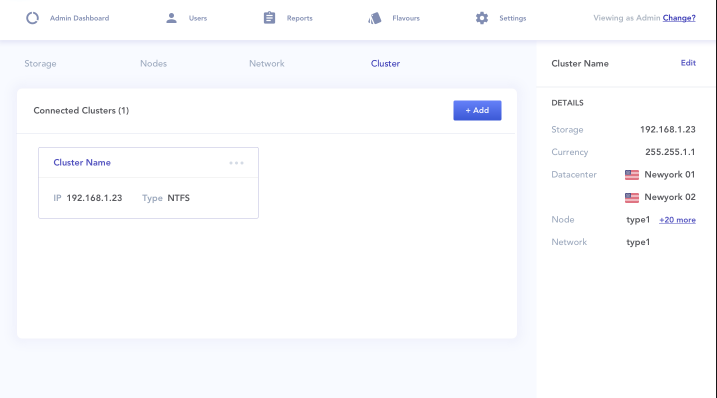 Admin Dashboard Users Reports Flavours Settings Viewing as Admin Change?
Storage Nodes Network Cluster
Connected Clusters (1)
+ Add
Cluster Name
IP 192.168.1.23 Type NTFS
Cluster Name Edit
DETAILS
Storage 192.168.1.23
Currency 255.255.1.1
Datacenter Newyork 01
Newyork 02
Node type1 +20 more
Network type1